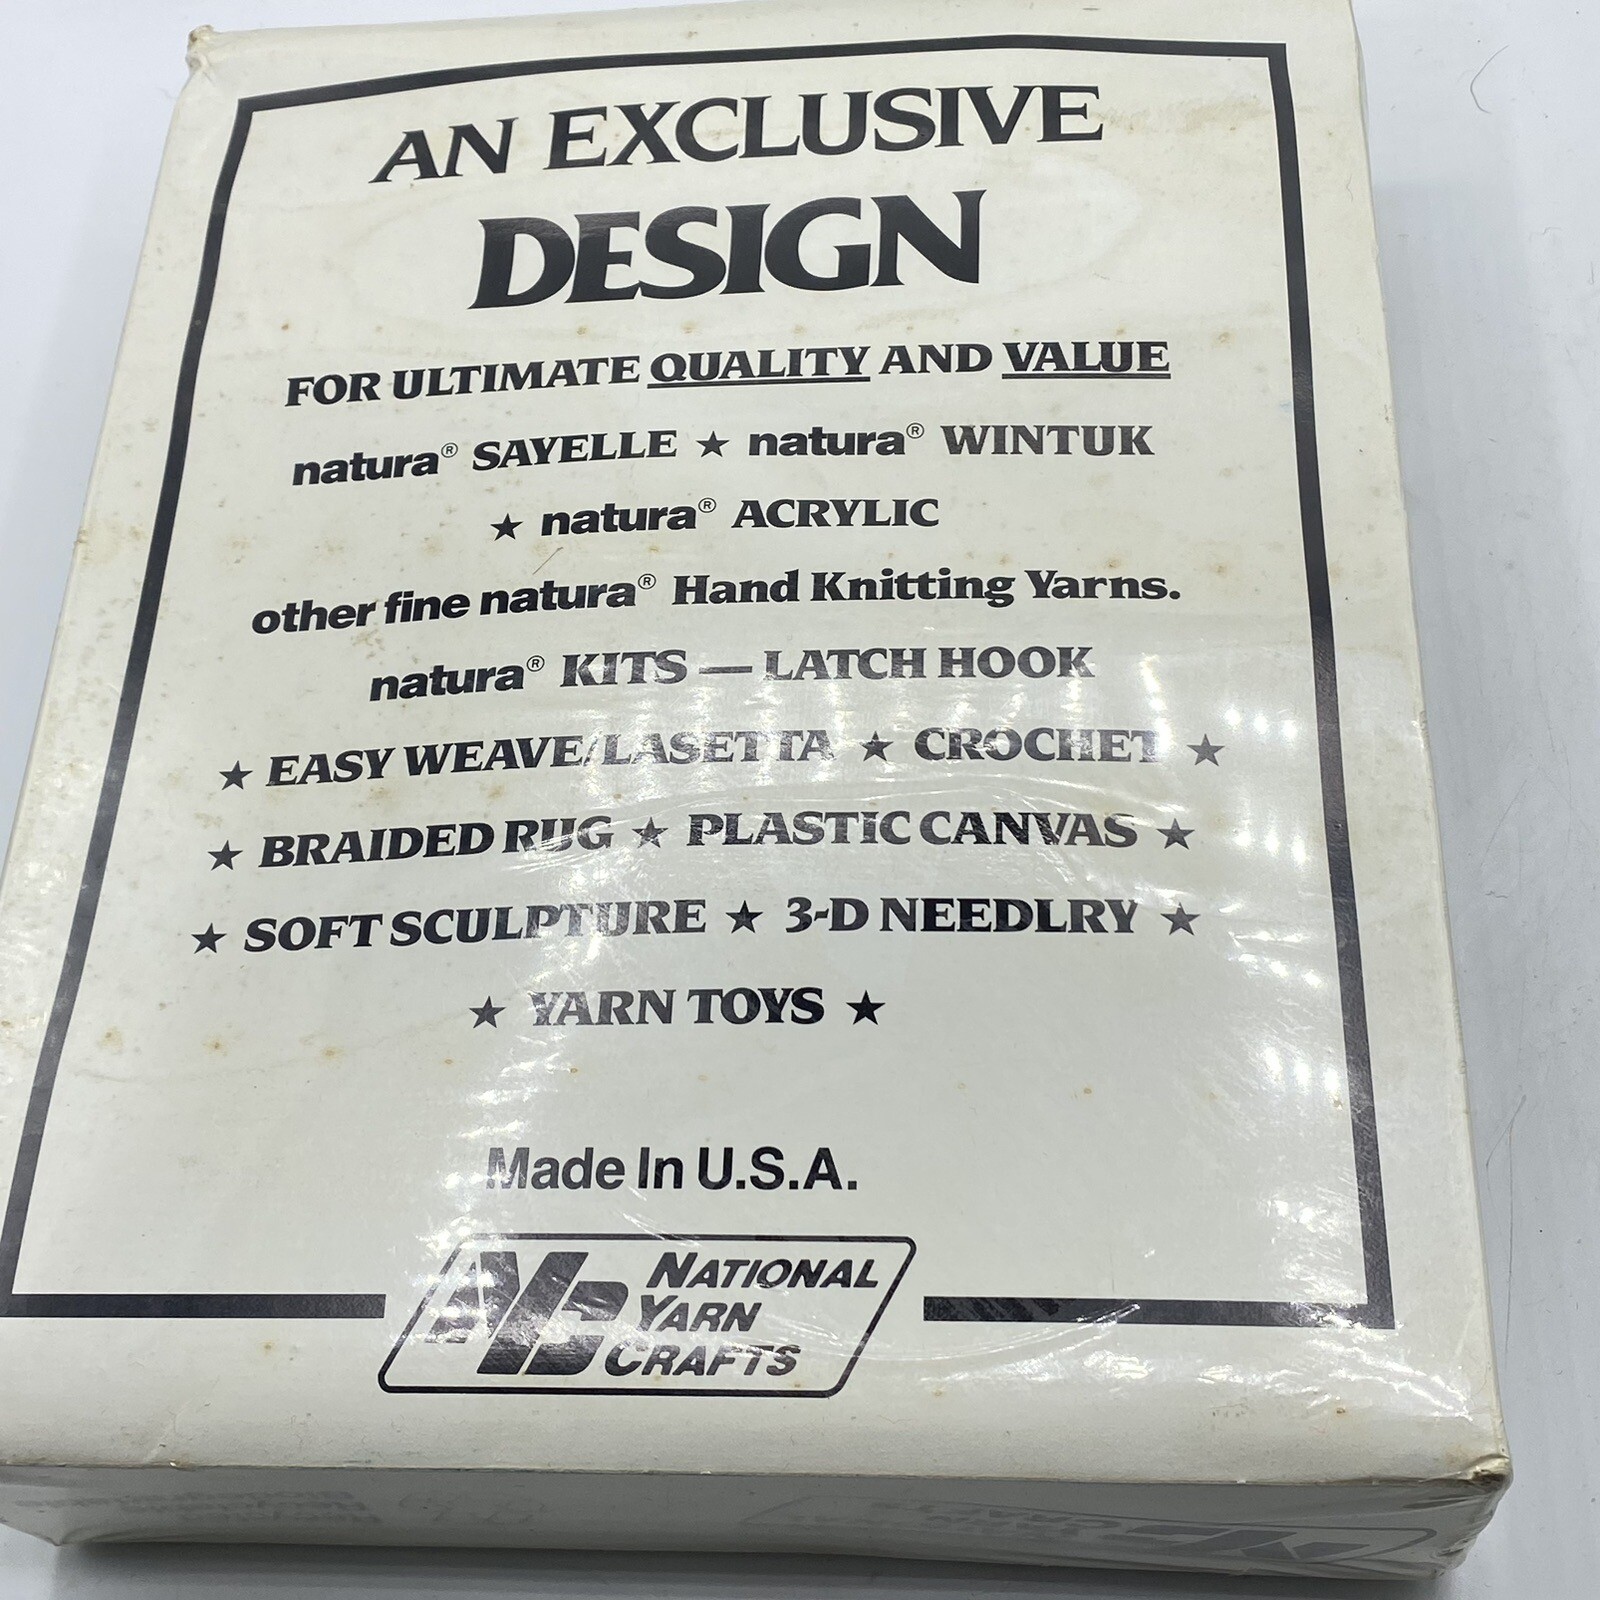 AN EXCLUSIVE
DESIGN
FOR ULTIMATE QUALITY AND VALUE
natura® SAYELLE ★ natura® WINTUK
★ natura® ACRYLIC
other fine natura® Hand Knitting Yarns.
natura® KITS — LATCH HOOK
★ EASY WEAVE/LASETTA ★ CROCHET ★
★ BRAIDED RUG ★ PLASTIC CANVAS ★
★ SOFT SCULPTURE ★ 3-D NEEDLRY ★
★ YARN TOYS ★
Made In U.S.A.
NYC NATIONAL
YARN
CRAFTS